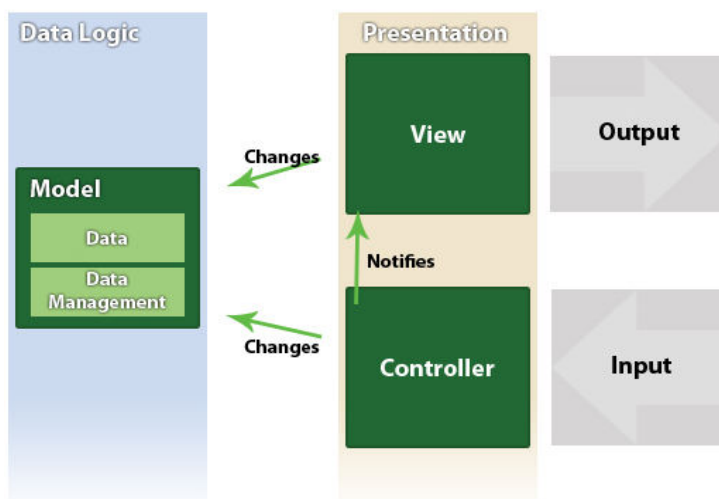 Data Logic
Presentation
View
Output
Changes
Model
Data
Data
Management
Notifies
Changes
Controller
Input